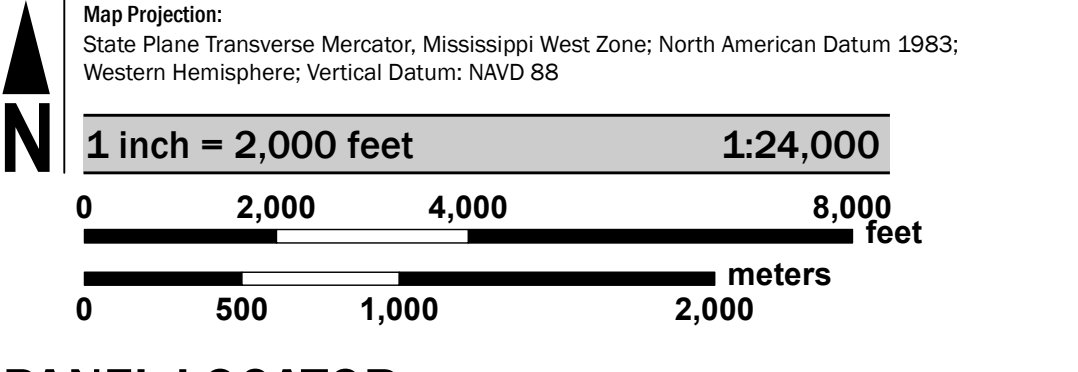 Map Projection:
State Plane Transverse Mercator, Mississippi West Zone; North American Datum 1983;
Western Hemisphere; Vertical Datum: NAVD 88
N
1 inch = 2,000 feet 1:24,000
0 2,000 4,000 8,000
feet
meters
0 500 1,000 2,000
PANEL LOCATOR